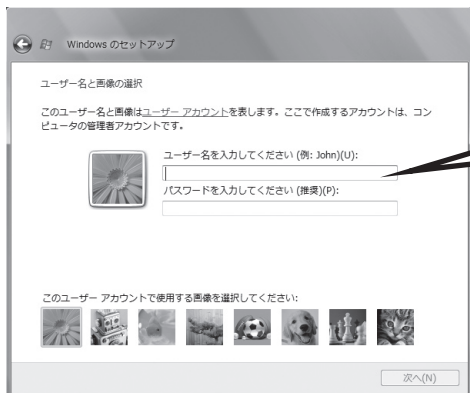 Windows のセットアップ
ユーザー名と画像の選択
このユーザー名と画像はユーザー アカウントを表します。ここで作成するアカウントは、コン
ピュータの管理者アカウントです。
ユーザー名を入力してください (例: John)(U):
パスワードを入力してください (推奨)(P):
このユーザー アカウントで使用する画像を選択してください:
次へ(N)